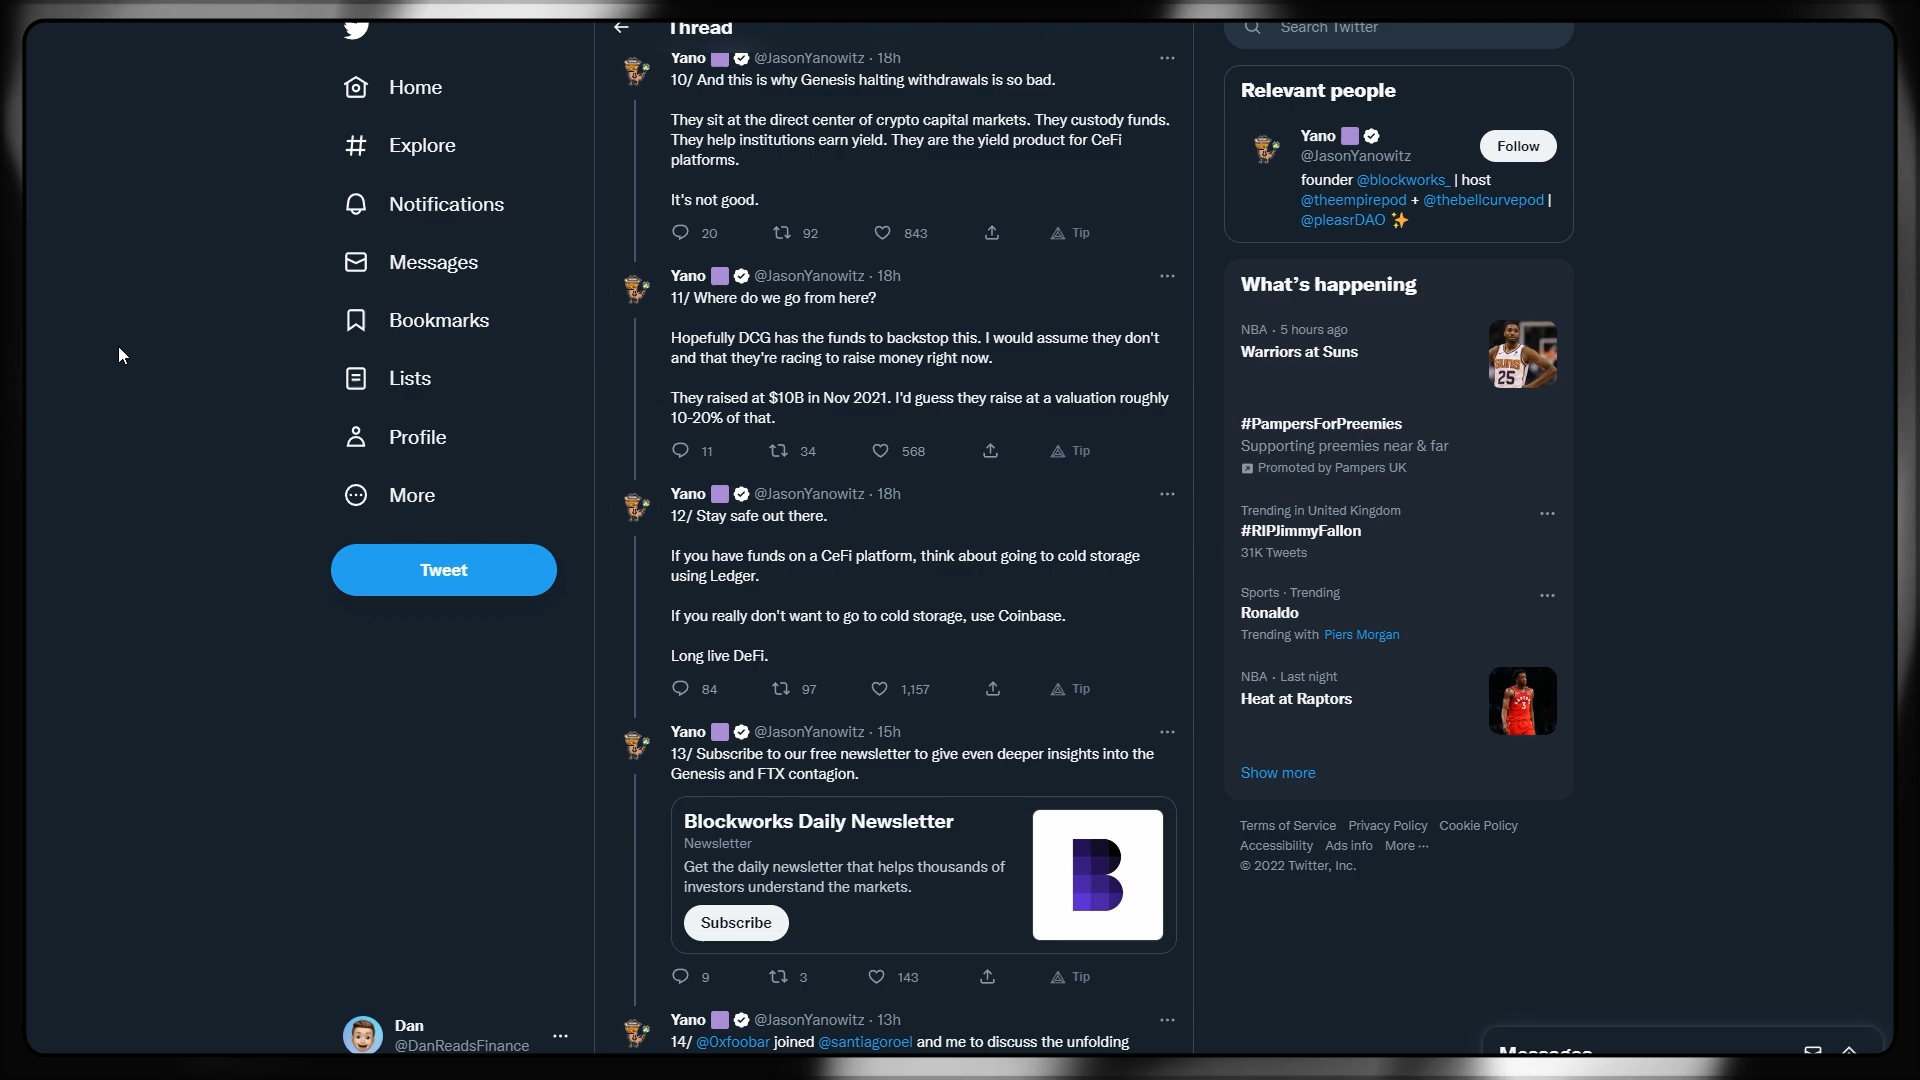 Home
Explore
Notifications
Messages
Bookmarks
Lists
Profile
More
Tweet
Dan
@DanReadsFinance
Thread
Yano @JasonYanowitz · 18h
10/ And this is why Genesis halting withdrawals is so bad.
They sit at the direct center of crypto capital markets. They custody funds.
They help institutions earn yield. They are the yield product for CeFi
platforms.
It's not good.
20 92 843 Tip
Yano @JasonYanowitz · 18h
11/ Where do we go from here?
Hopefully DCG has the funds to backstop this. I would assume they don't
and that they're racing to raise money right now.
They raised at $10B in Nov 2021. I'd guess they raise at a valuation roughly
10-20% of that.
11 34 568 Tip
Yano @JasonYanowitz · 18h
12/ Stay safe out there.
If you have funds on a CeFi platform, think about going to cold storage
using Ledger.
If you really don't want to go to cold storage, use Coinbase.
Long live DeFi.
84 97 1,157 Tip
Yano @JasonYanowitz · 15h
13/ Subscribe to our free newsletter to give even deeper insights into the
Genesis and FTX contagion.
Blockworks Daily Newsletter
Newsletter
Get the daily newsletter that helps thousands of
investors understand the markets.
Subscribe
B
9 3 143 Tip
Yano @JasonYanowitz · 13h
14/ @0xfoobar joined @santiagoroel and me to discuss the unfolding
Search Twitter
Relevant people
Yano
@JasonYanowitz
Follow
founder @blockworks_ | host
@theempirepod + @thebellcurvepod |
@pleasrDAO ✨
What's happening
NBA · 5 hours ago
Warriors at Suns
SUNS
25
#PampersForPreemies
Supporting preemies near & far
Promoted by Pampers UK
Trending in United Kingdom
#RIPJimmyFallon
31K Tweets
Sports · Trending
Ronaldo
Trending with Piers Morgan
NBA · Last night
Heat at Raptors
3
Show more
Terms of Service Privacy Policy Cookie Policy
Accessibility Ads info More ···
© 2022 Twitter, Inc.
Messages